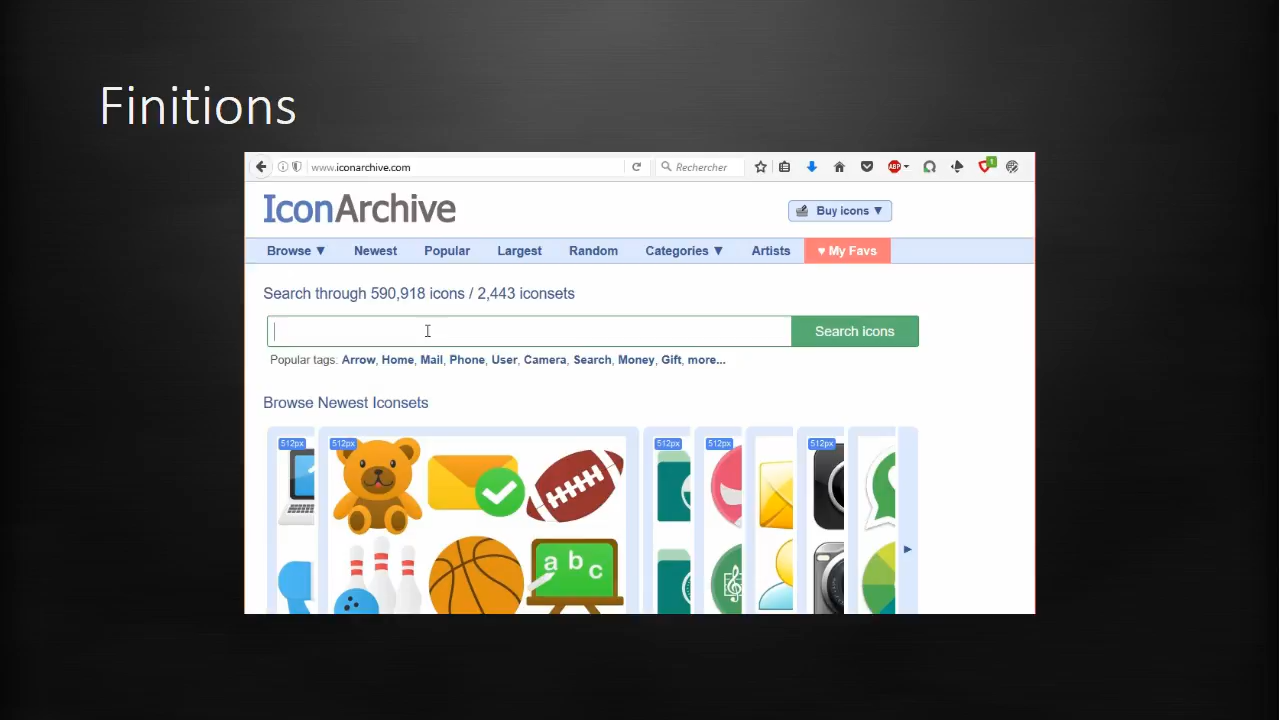 Finitions
www.iconarchive.com
Rechercher
ABP
1
IconArchive
Buy icons ▼
Browse ▼ Newest Popular Largest Random Categories ▼ Artists ♥ My Favs
Search through 590,918 icons / 2,443 iconsets
Search icons
Popular tags: Arrow, Home, Mail, Phone, User, Camera, Search, Money, Gift, more...
Browse Newest Iconsets
512px 512px 512px 512px 512px
a b c